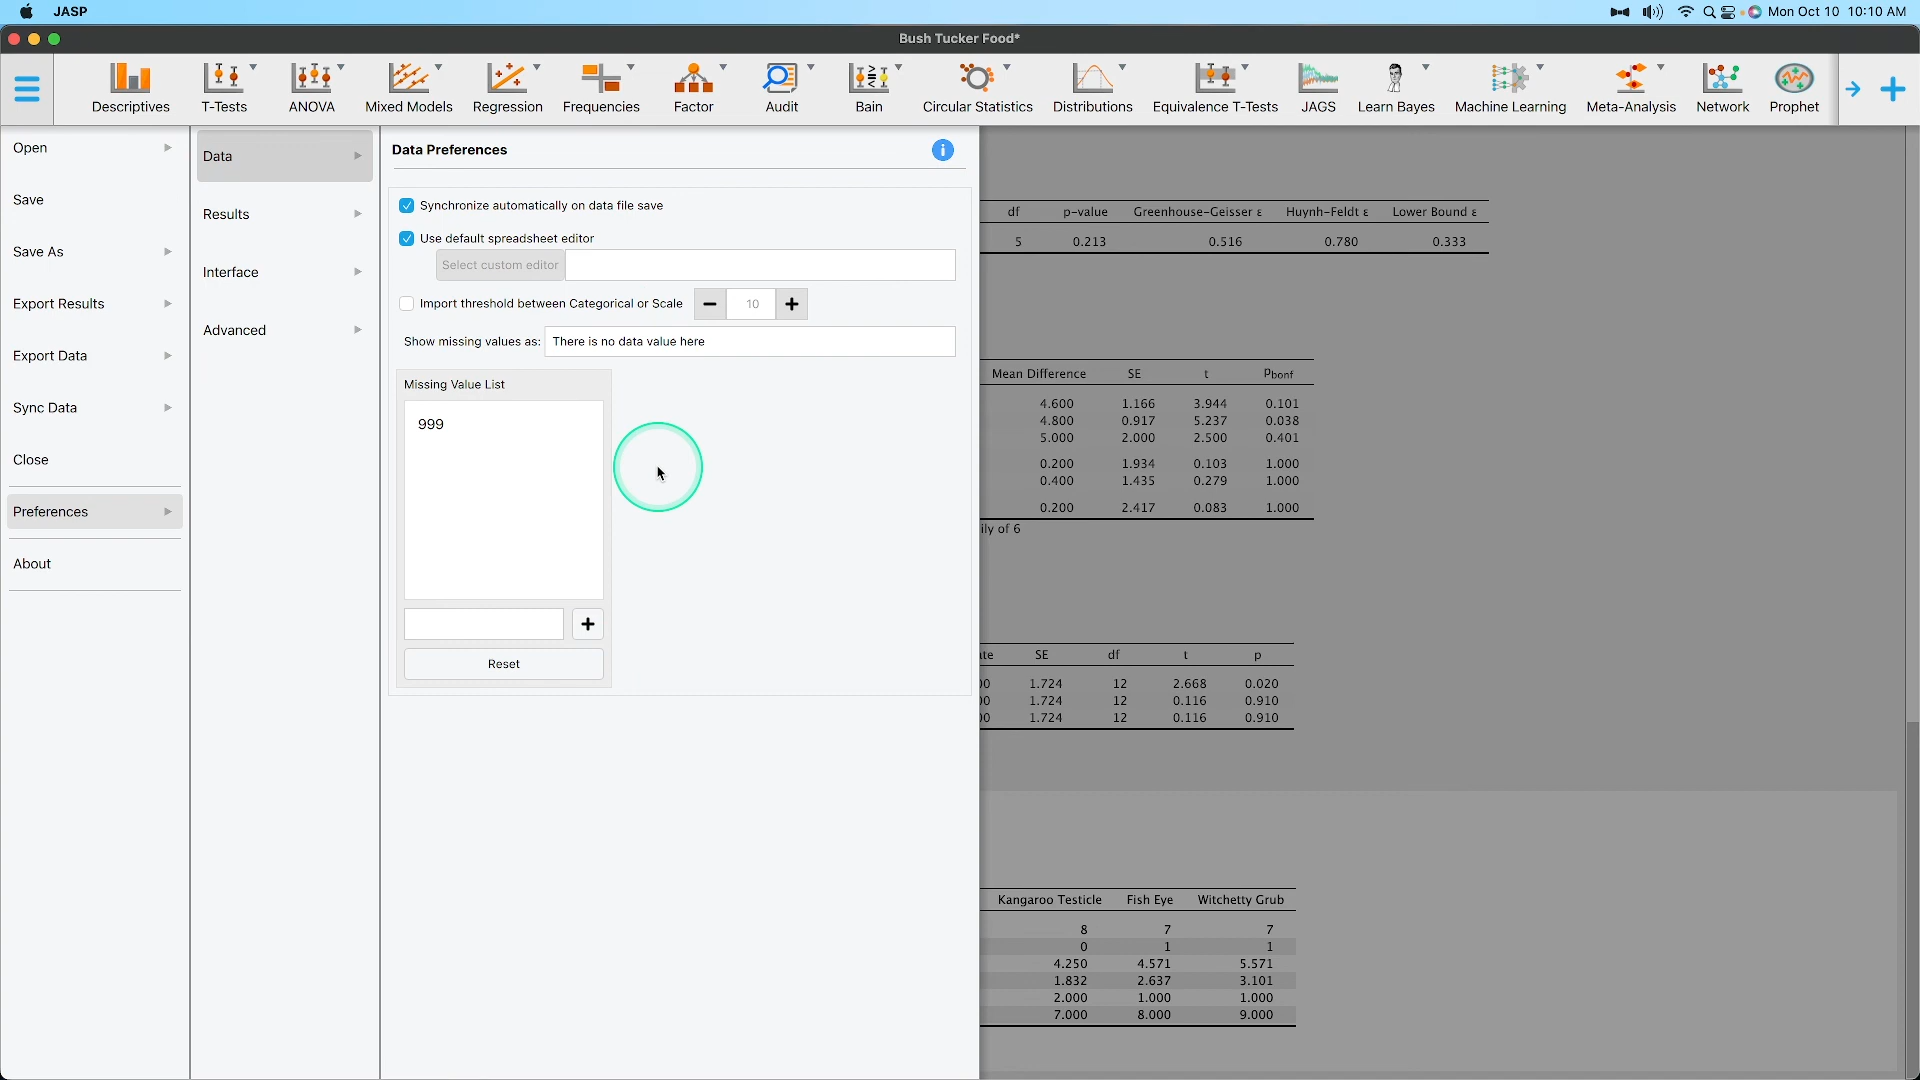 JASP
Mon Oct 10 10:10 AM
Bush Tucker Food*
Descriptives
T-Tests
ANOVA
Mixed Models
Regression
Frequencies
Factor
Audit
Bain
Circular Statistics
Distributions
Equivalence T-Tests
JAGS
Learn Bayes
Machine Learning
Meta-Analysis
Network
Prophet
Open
Save
Save As
Export Results
Export Data
Sync Data
Close
Preferences
About
Data
Results
Interface
Advanced
Data Preferences
Synchronize automatically on data file save
Use default spreadsheet editor
Select custom editor
Import threshold between Categorical or Scale
10
Show missing values as: There is no data value here
Missing Value List
999
Reset
df p-value Greenhouse-Geisser ε Huynh-Feldt ε Lower Bound ε
5 0.213 0.516 0.780 0.333
Mean Difference SE t Pbonf
4.600 1.166 3.944 0.101
4.800 0.917 5.237 0.038
5.000 2.000 2.500 0.401
0.200 1.934 0.103 1.000
0.400 1.435 0.279 1.000
0.200 2.417 0.083 1.000
ily of 6
te SE df t p
00 1.724 12 2.668 0.020
00 1.724 12 0.116 0.910
00 1.724 12 0.116 0.910
Kangaroo Testicle Fish Eye Witchetty Grub
8 7 7
0 1 1
4.250 4.571 5.571
1.832 2.637 3.101
2.000 1.000 1.000
7.000 8.000 9.000